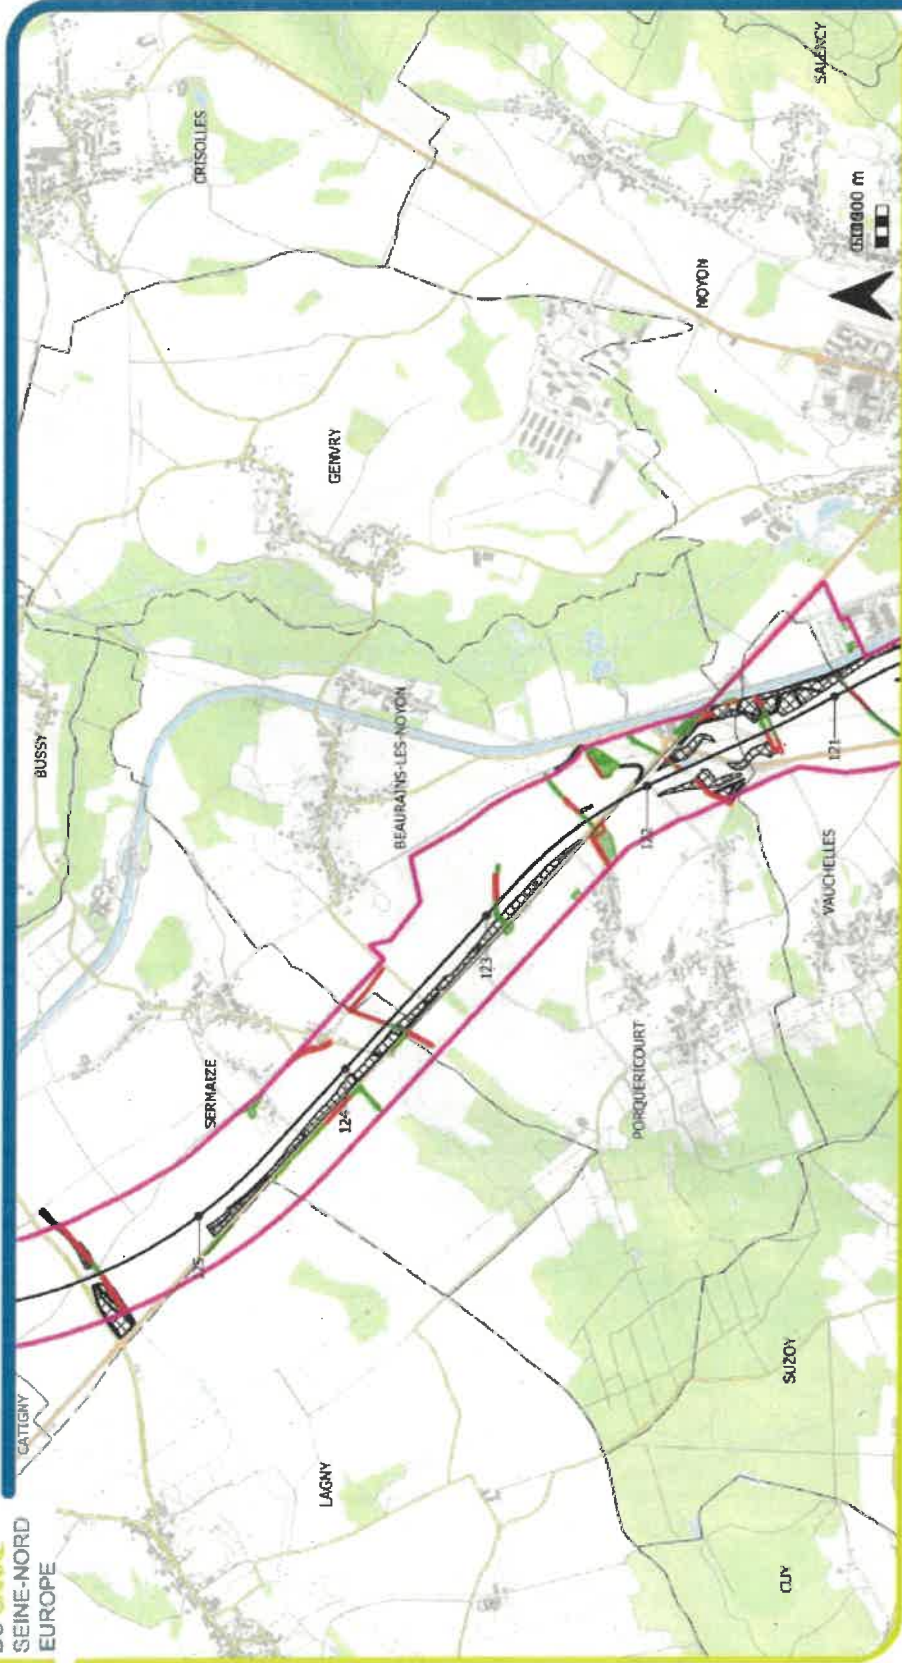 SEINE-NORD
EUROPE
CATIGNY
BUSSY
125
SERMAIZE
CRISOLLES
LAGNY
124
GENVRY
BEAURAINS-LES-NOYON
123
PORQUERICOURT
122
NOYON
CUY
SUZOY
VAUCHELLES
121
SALENCY